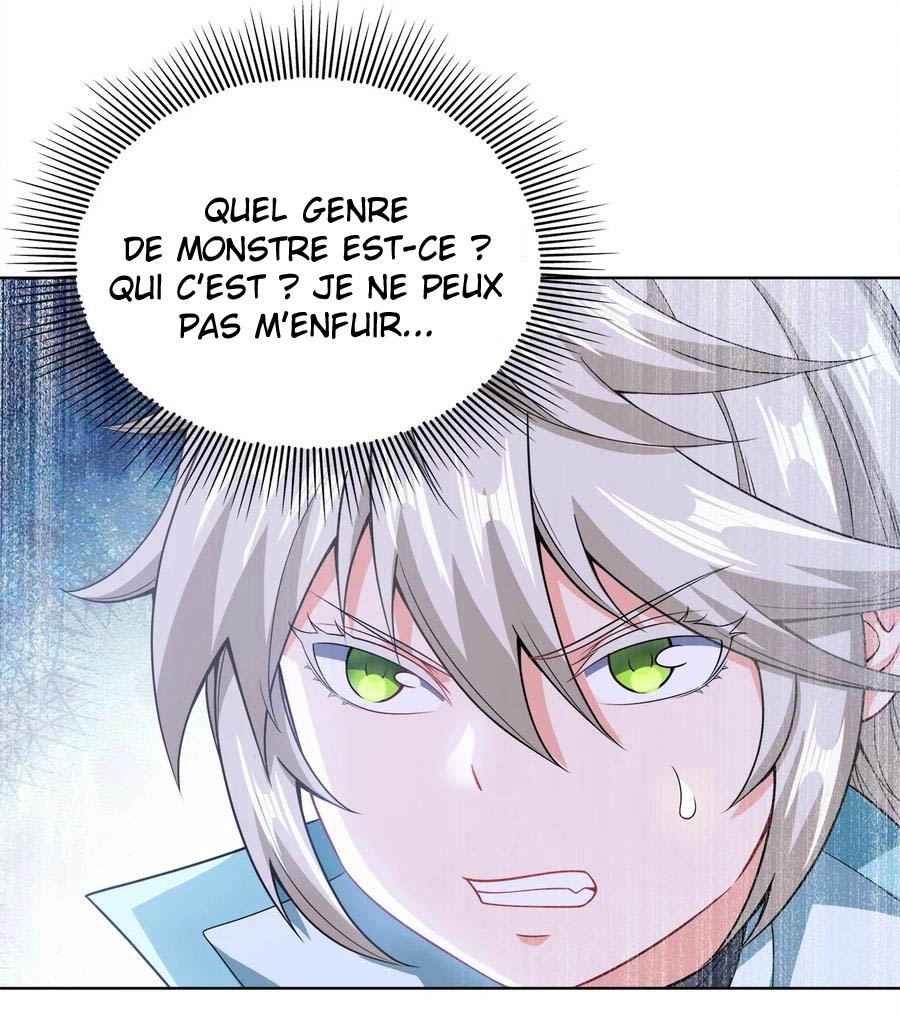 QUEL GENRE
DE MONSTRE EST-CE ?
QUI C'EST ? JE NE PEUX
PAS M'ENFUIR...